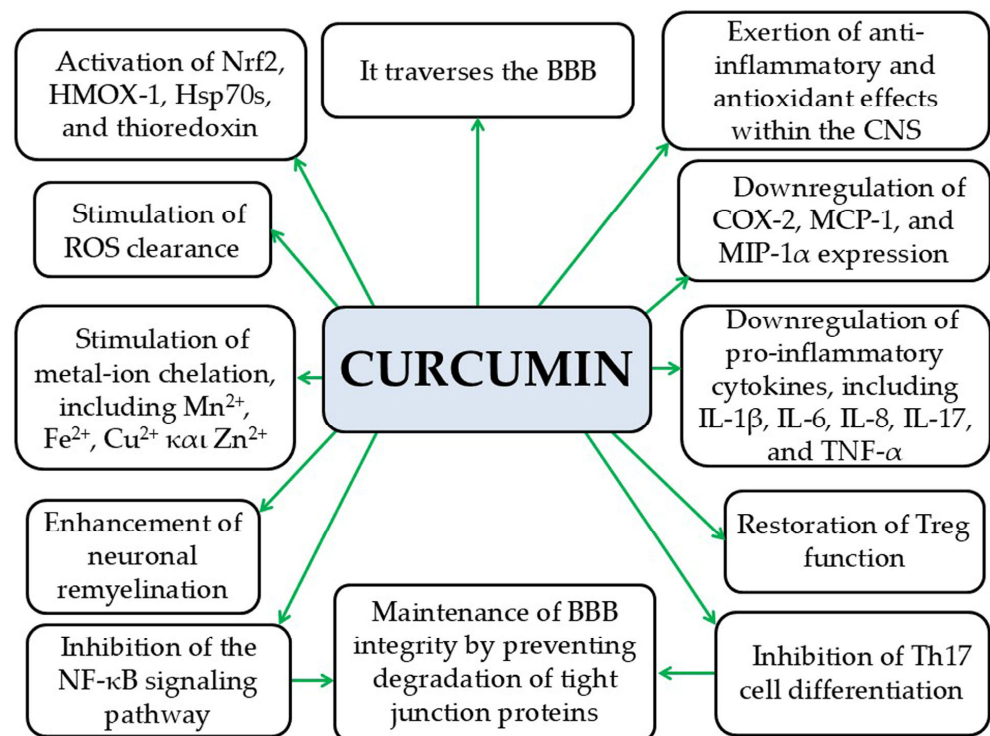 Activation of Nrf2,
HMOX-1, Hsp70s,
and thioredoxin
It traverses the BBB
Exertion of anti-
inflammatory and
antioxidant effects
within the CNS
Stimulation of
ROS clearance
Downregulation of
COX-2, MCP-1, and
MIP-1α expression
Stimulation of
metal-ion chelation,
including Mn²⁺,
Fe²⁺, Cu²⁺ και Zn²⁺
CURCUMIN
Downregulation of
pro-inflammatory
cytokines, including
IL-1β, IL-6, IL-8, IL-17,
and TNF-α
Enhancement of
neuronal
remyelination
Restoration of Treg
function
Inhibition of the
NF-κB signaling
pathway
Maintenance of BBB
integrity by preventing
degradation of tight
junction proteins
Inhibition of Th17
cell differentiation